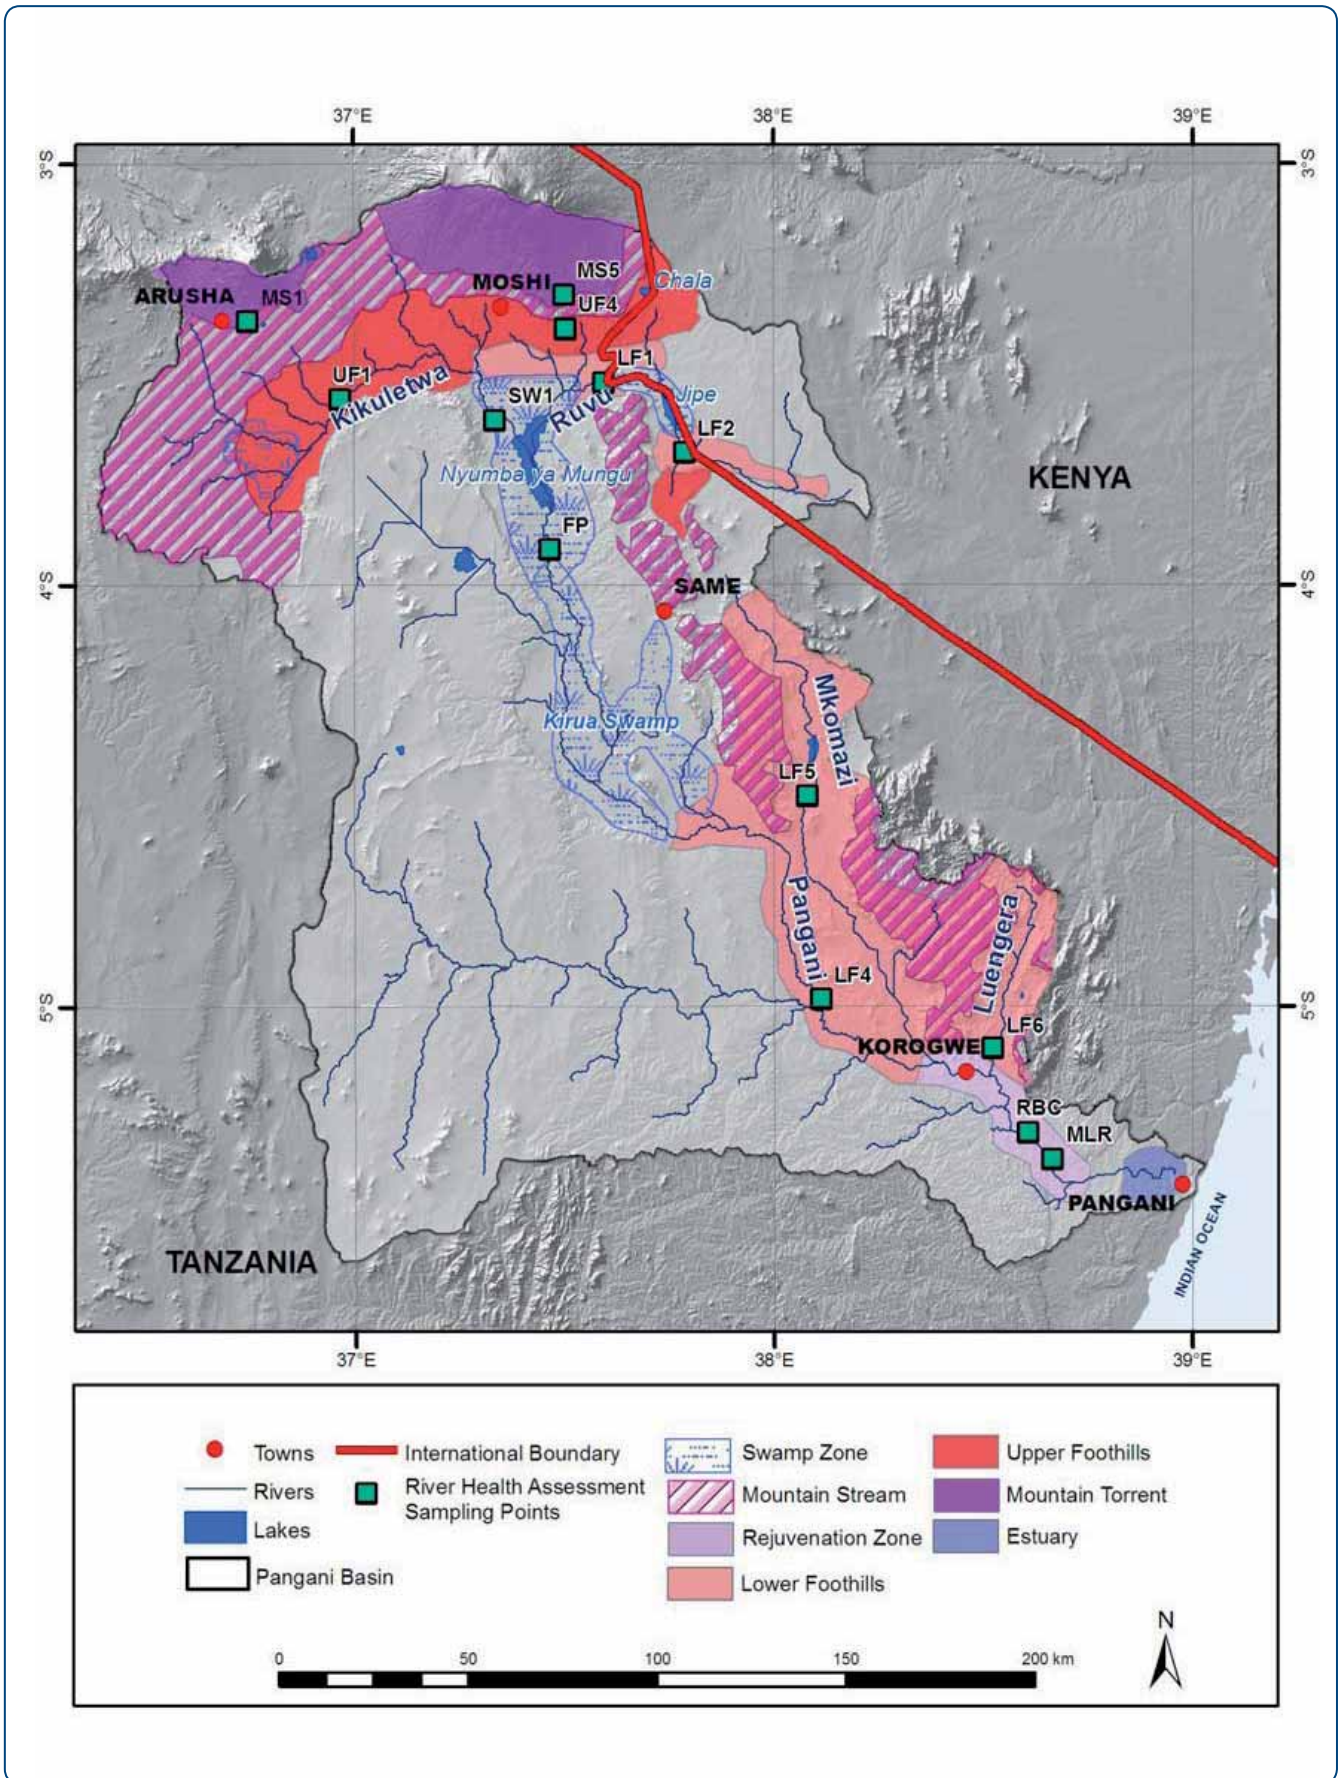 37°E
38°E
39°E
3°S
3°S
Chala
MS5
MOSHI
ARUSHA
MS1
UF4
LF1
UF1
Kikuletwa
SW1
Ruvu
Jipe
LF2
Nyumba ya Mungu
KENYA
FP
SAME
4°S
4°S
Mkomazi
Kirua Swamp
LF5
Pangani
Luengera
LF4
5°S
5°S
LF6
KOROGWE
RBC
MLR
PANGANI
TANZANIA
INDIAN OCEAN
37°E
38°E
39°E
Towns
International Boundary
Swamp Zone
Upper Foothills
Rivers
River Health Assessment
Sampling Points
Mountain Stream
Mountain Torrent
Lakes
Rejuvenation Zone
Estuary
Pangani Basin
Lower Foothills
N
0 50 100 150 200 km